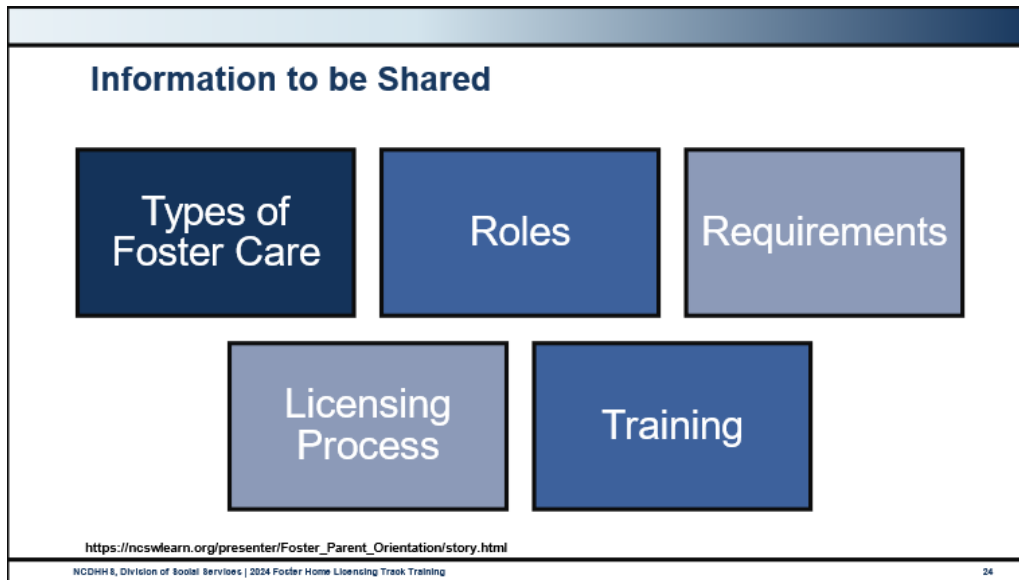 Information to be Shared
Types of
Foster Care
Roles
Requirements
Licensing
Process
Training
https://ncswlearn.org/presenter/Foster_Parent_Orientation/story.html
NCDHHS, Division of Social Services | 2024 Foster Home Licensing Track Training
24